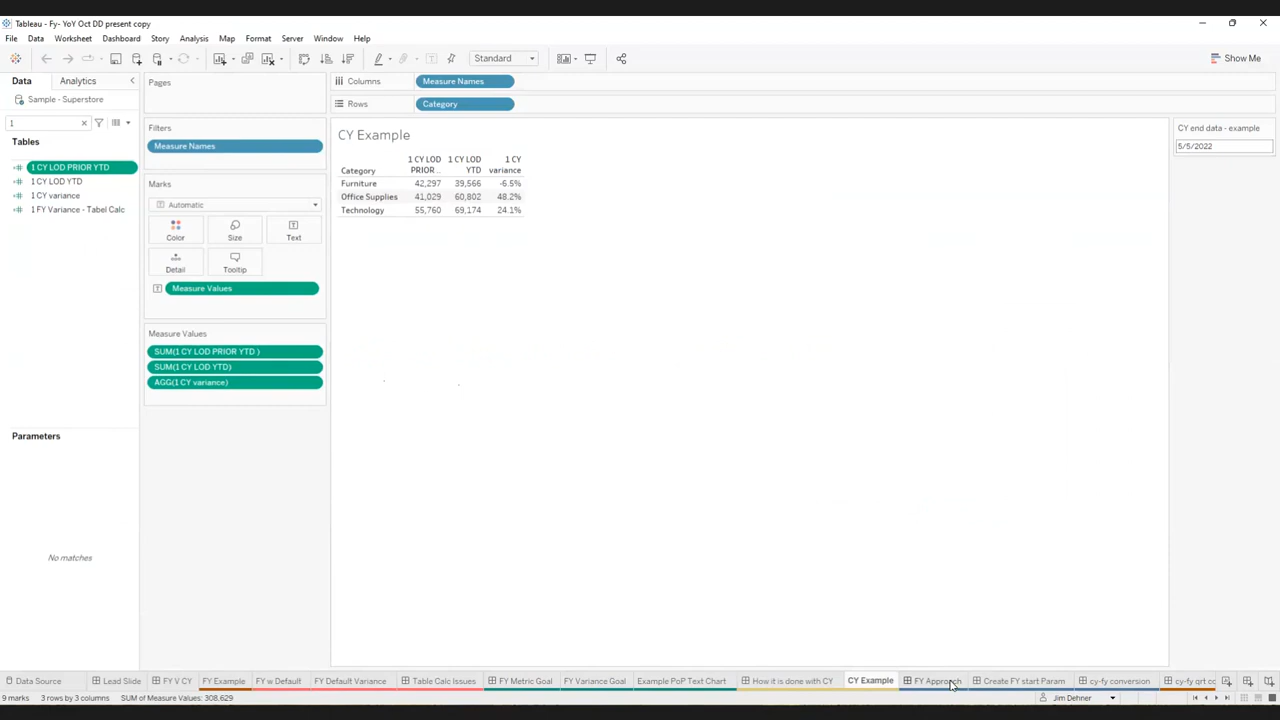 Tableau - Fy- YoY Oct DD present copy
File Data Worksheet Dashboard Story Analysis Map Format Server Window Help
Standard
Show Me
Data Analytics
Sample - Superstore
1
Tables
1 CY LOD PRIOR YTD
1 CY LOD YTD
1 CY variance
1 FY Variance - Tabel Calc
Parameters
No matches
Pages
Filters
Measure Names
Marks
Automatic
Color Size Text
Detail Tooltip
Measure Values
Measure Values
SUM(1 CY LOD PRIOR YTD )
SUM(1 CY LOD YTD)
AGG(1 CY variance)
Columns Measure Names
Rows Category
CY Example
1 CY LOD 1 CY LOD 1 CY
Category PRIOR .. YTD variance
Furniture 42,297 39,566 -6.5%
Office Supplies 41,029 60,802 48.2%
Technology 55,760 69,174 24.1%
CY end data - example
5/5/2022
Data Source Lead Slide FY V CY FY Example FY w Default FY Default Variance Table Calc Issues FY Metric Goal FY Variance Goal Example PoP Text Chart How it is done with CY CY Example FY Approch Create FY start Param cy-fy conversion cy-fy qrt cc
9 marks 3 rows by 3 columns SUM of Measure Values: 308.629 Jim Dehner